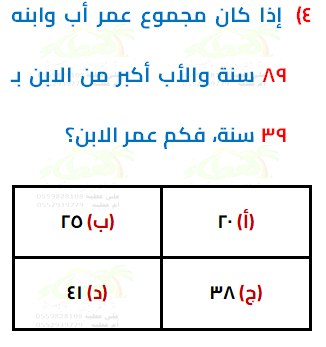 ٤) إذا كان مجموع عمر أب وابنه
٨٩ سنة والأب أكبر من الابن بـ
٣٩ سنة، فكم عمر الابن؟
(أ) ٢٠
(ب) ٢٥
(ج) ٣٨
(د) ٤١